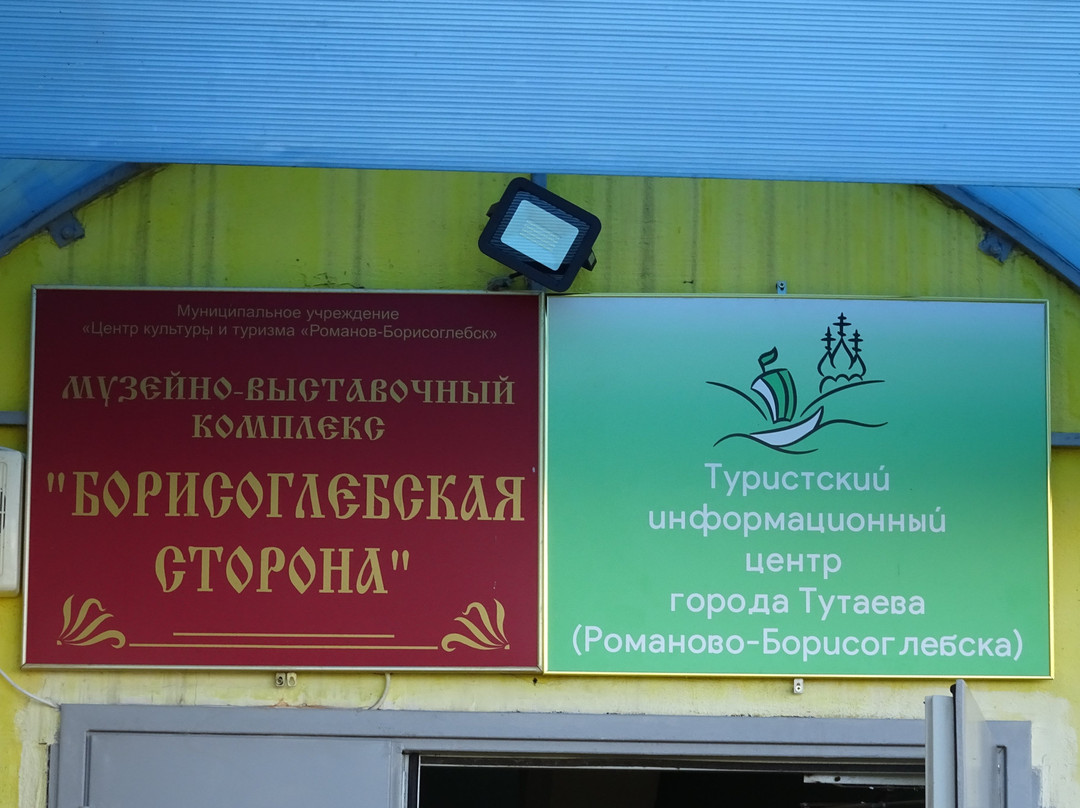 Муниципальное учреждение
«Центр культуры и туризма «Романов-Борисоглебск»
МУЗЕЙНО-ВЫСТАВОЧНЫЙ
КОМПЛЕКС
"БОРИСОГЛЕБСКАЯ
СТОРОНА"
Туристский
информационный
центр
города Тутаева
(Романово-Борисоглебска)